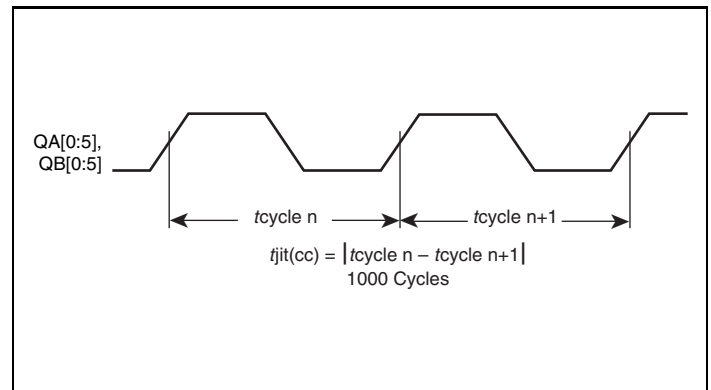 QA[0:5],
QB[0:5]
tcycle n
tcycle n+1
tjit(cc) = |tcycle n – tcycle n+1|
1000 Cycles